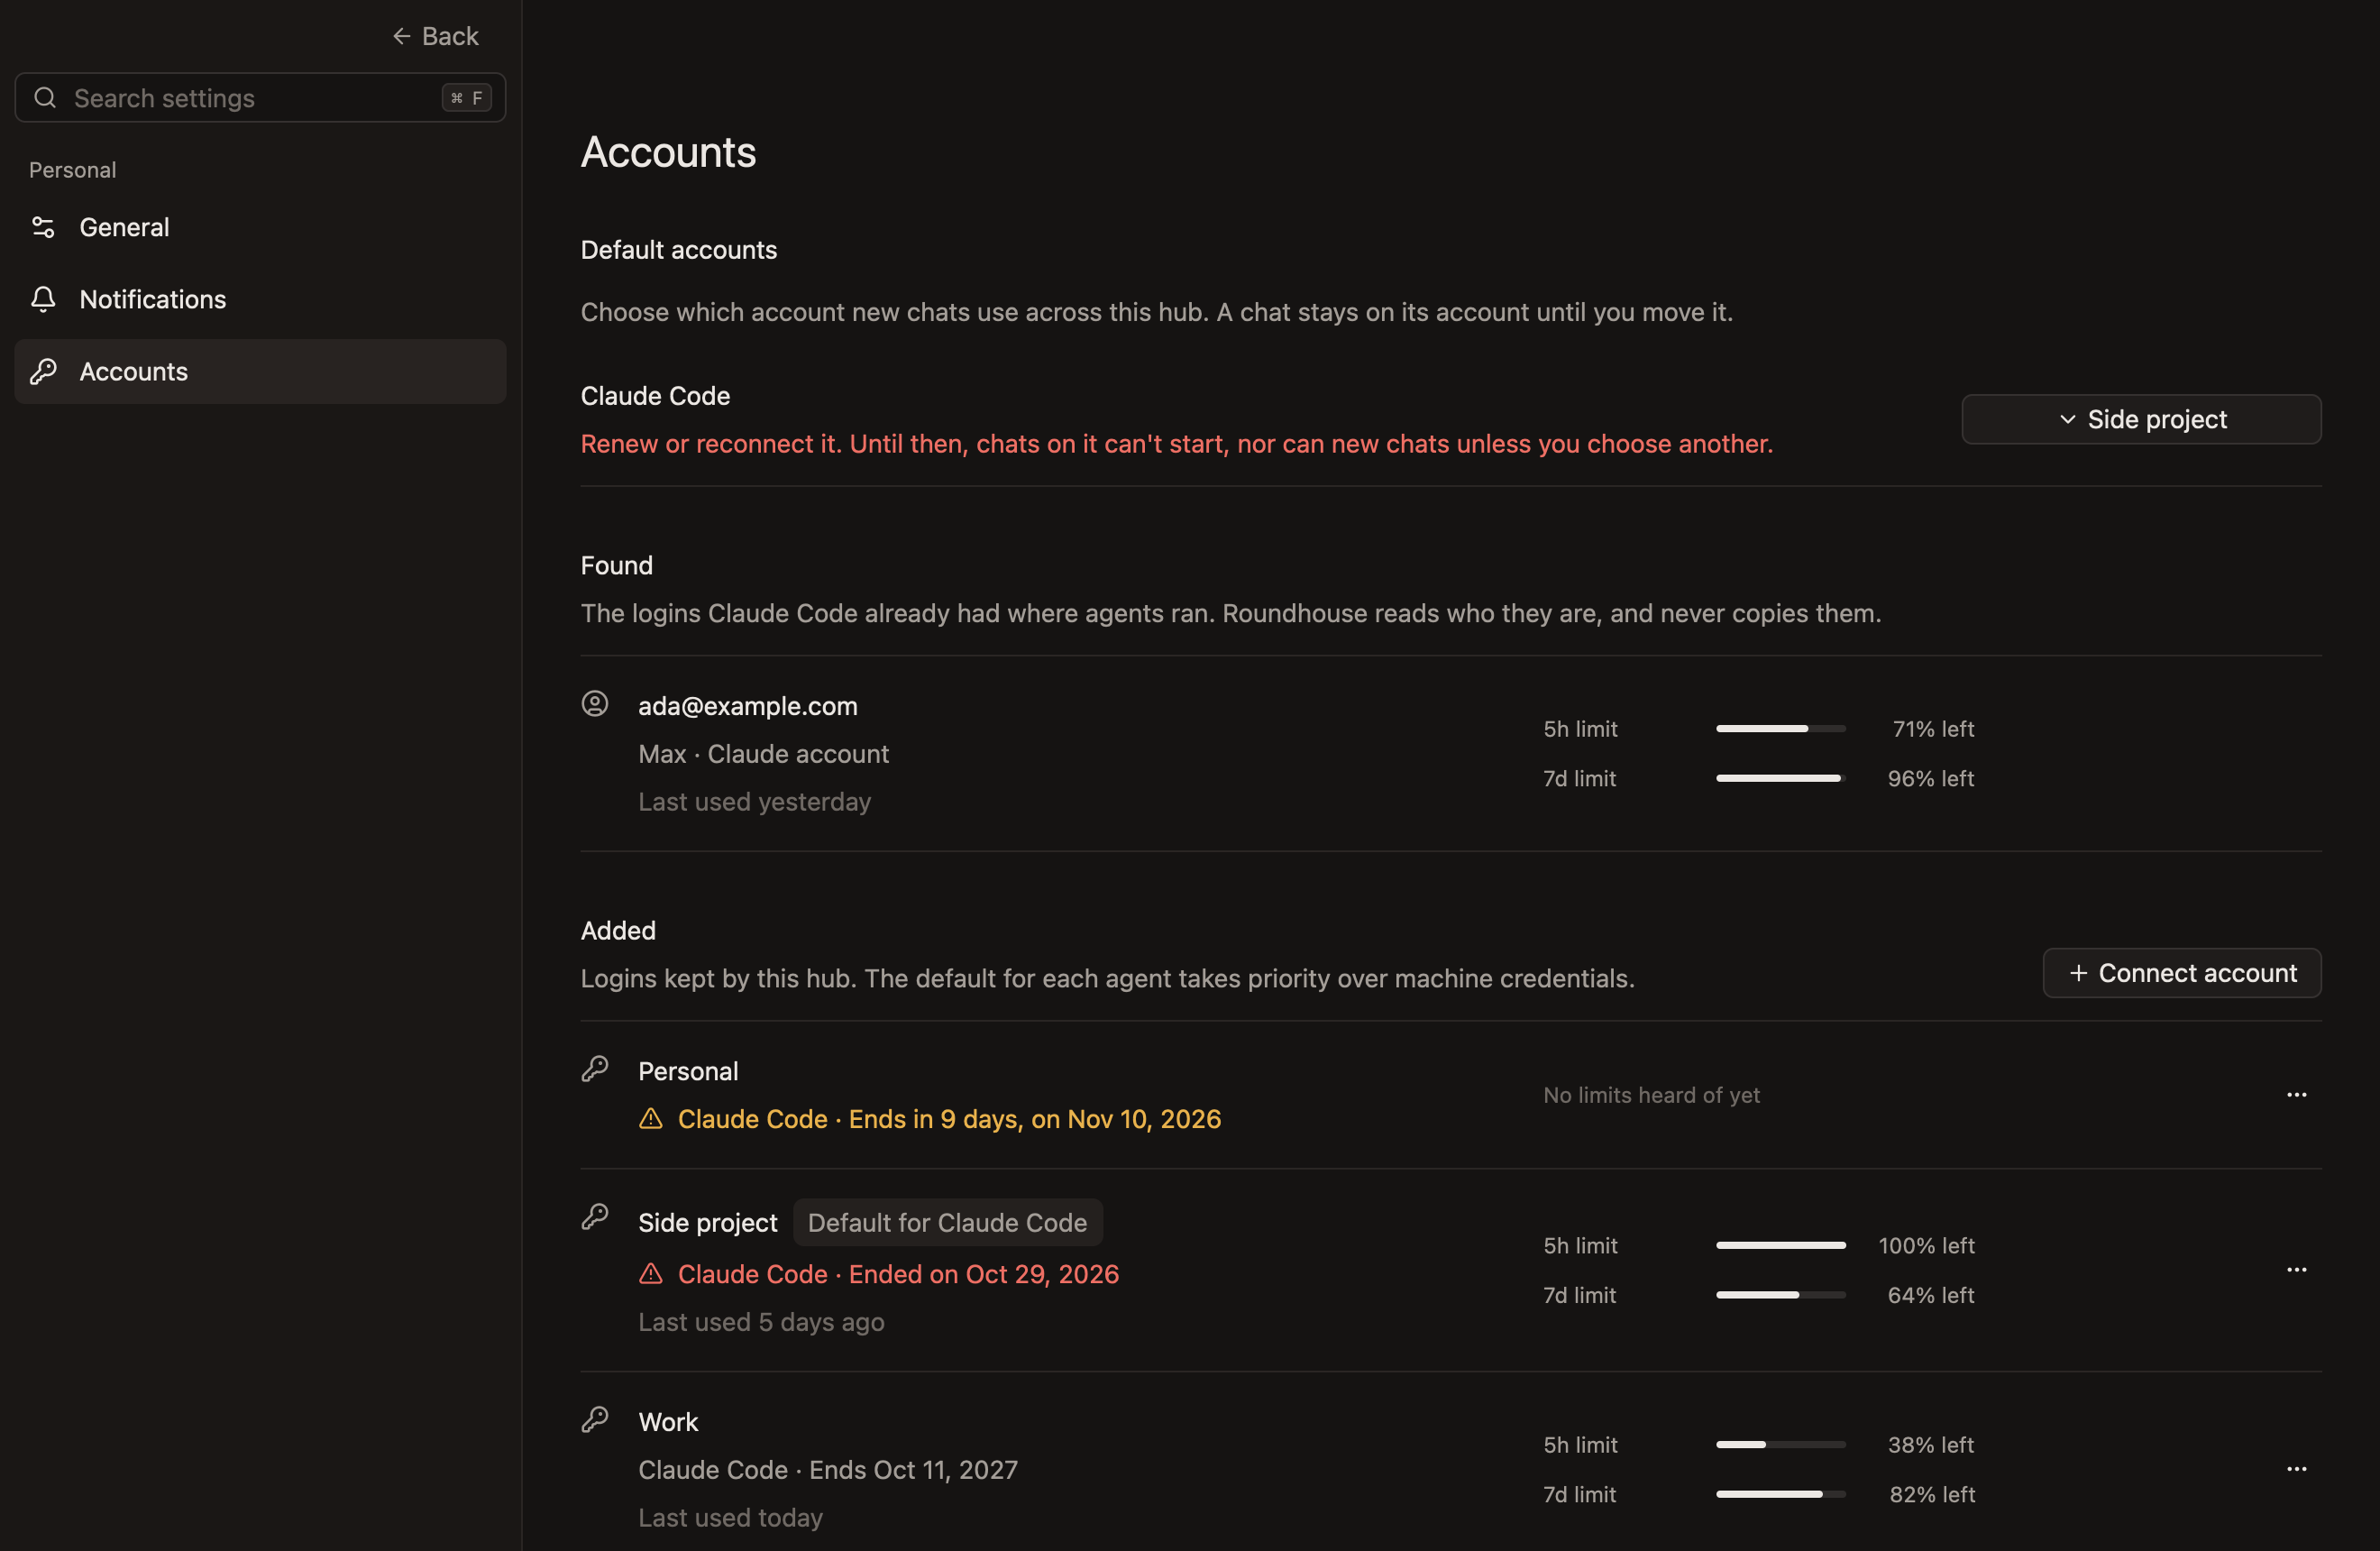 Back
Search settings
⌘ F
Personal
General
Notifications
Accounts
Accounts
Default accounts
Choose which account new chats use across this hub. A chat stays on its account until you move it.
Claude Code
Renew or reconnect it. Until then, chats on it can't start, nor can new chats unless you choose another.
Side project
Found
The logins Claude Code already had where agents ran. Roundhouse reads who they are, and never copies them.
ada@example.com
Max · Claude account
Last used yesterday
5h limit 71% left
7d limit 96% left
Added
Logins kept by this hub. The default for each agent takes priority over machine credentials.
Connect account
Personal
Claude Code · Ends in 9 days, on Nov 10, 2026
No limits heard of yet
Side project Default for Claude Code
Claude Code · Ended on Oct 29, 2026
Last used 5 days ago
5h limit 100% left
7d limit 64% left
Work
Claude Code · Ends Oct 11, 2027
Last used today
5h limit 38% left
7d limit 82% left